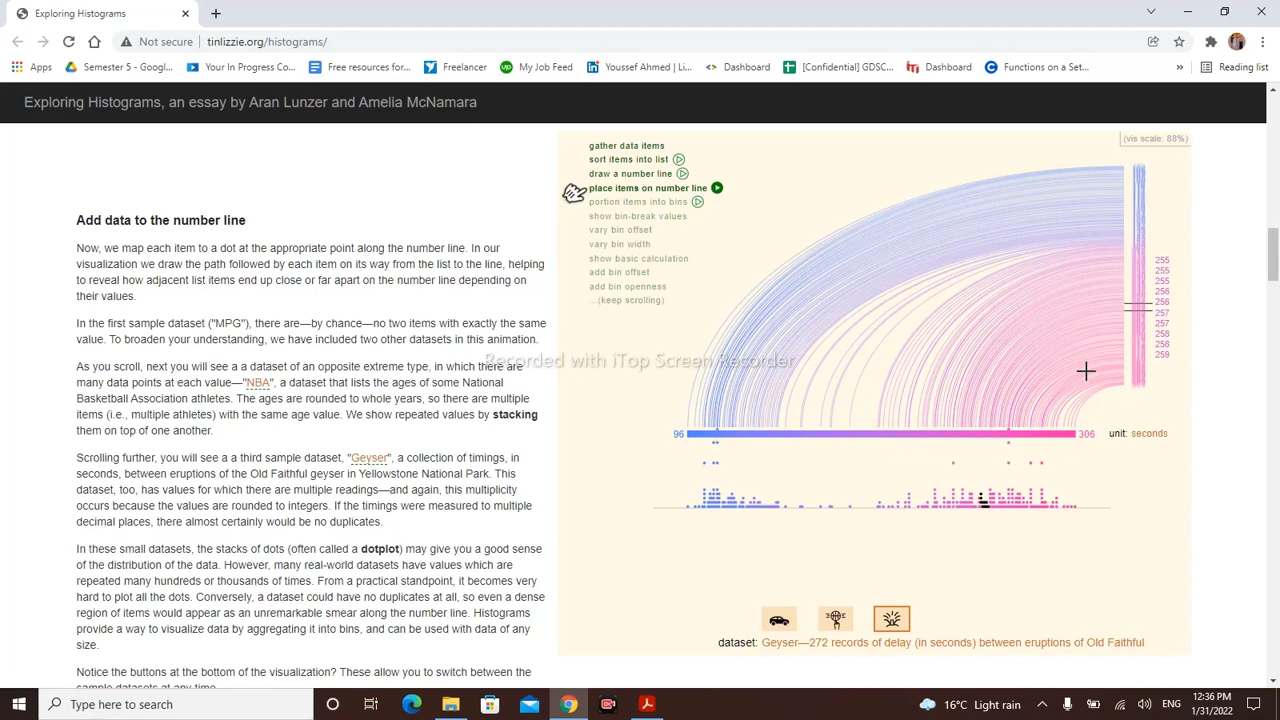 Exploring Histograms
Not secure
tinlizzie.org/histograms/
Apps
Semester 5 - Googl...
Your In Progress Co...
Free resources for...
Freelancer
My Job Feed
Youssef Ahmed | Li...
Dashboard
[Confidential] GDSC...
Dashboard
Functions on a Set...
»
Reading list
Exploring Histograms, an essay by Aran Lunzer and Amelia McNamara
Add data to the number line
Now, we map each item to a dot at the appropriate point along the number line. In our
visualization we draw the path followed by each item on its way from the list to the line, helping
to reveal how adjacent list items end up close or far apart on the number line depending on
their values.
In the first sample dataset ("MPG"), there are—by chance—no two items with exactly the same
value. To broaden your understanding, we have included two other datasets in this animation.
As you scroll, next you will see a a dataset of an opposite extreme type, in which there are
many data points at each value—"NBA", a dataset that lists the ages of some National
Basketball Association athletes. The ages are rounded to whole years, so there are multiple
items (i.e., multiple athletes) with the same age value. We show repeated values by stacking
them on top of one another.
Scrolling further, you will see a a third sample dataset, "Geyser", a collection of timings, in
seconds, between eruptions of the Old Faithful geyser in Yellowstone National Park. This
dataset, too, has values for which there are multiple readings—and again, this multiplicity
occurs because the values are rounded to integers. If the timings were measured to multiple
decimal places, there almost certainly would be no duplicates.
In these small datasets, the stacks of dots (often called a dotplot) may give you a good sense
of the distribution of the data. However, many real-world datasets have values which are
repeated many hundreds or thousands of times. From a practical standpoint, it becomes very
hard to plot all the dots. Conversely, a dataset could have no duplicates at all, so even a dense
region of items would appear as an unremarkable smear along the number line. Histograms
provide a way to visualize data by aggregating it into bins, and can be used with data of any
size.
Notice the buttons at the bottom of the visualization? These allow you to switch between the
sample datasets at any time.
gather data items
sort items into list
draw a number line
place items on number line
portion items into bins
show bin-break values
vary bin offset
vary bin width
show basic calculation
add bin offset
add bin openness
...(keep scrolling)
(vis scale: 88%)
255
255
255
256
256
257
257
258
258
259
Recorded with iTop Screen Recorder
96
306
unit: seconds
dataset: Geyser—272 records of delay (in seconds) between eruptions of Old Faithful
Type here to search
16°C Light rain
ENG
12:36 PM
1/31/2022